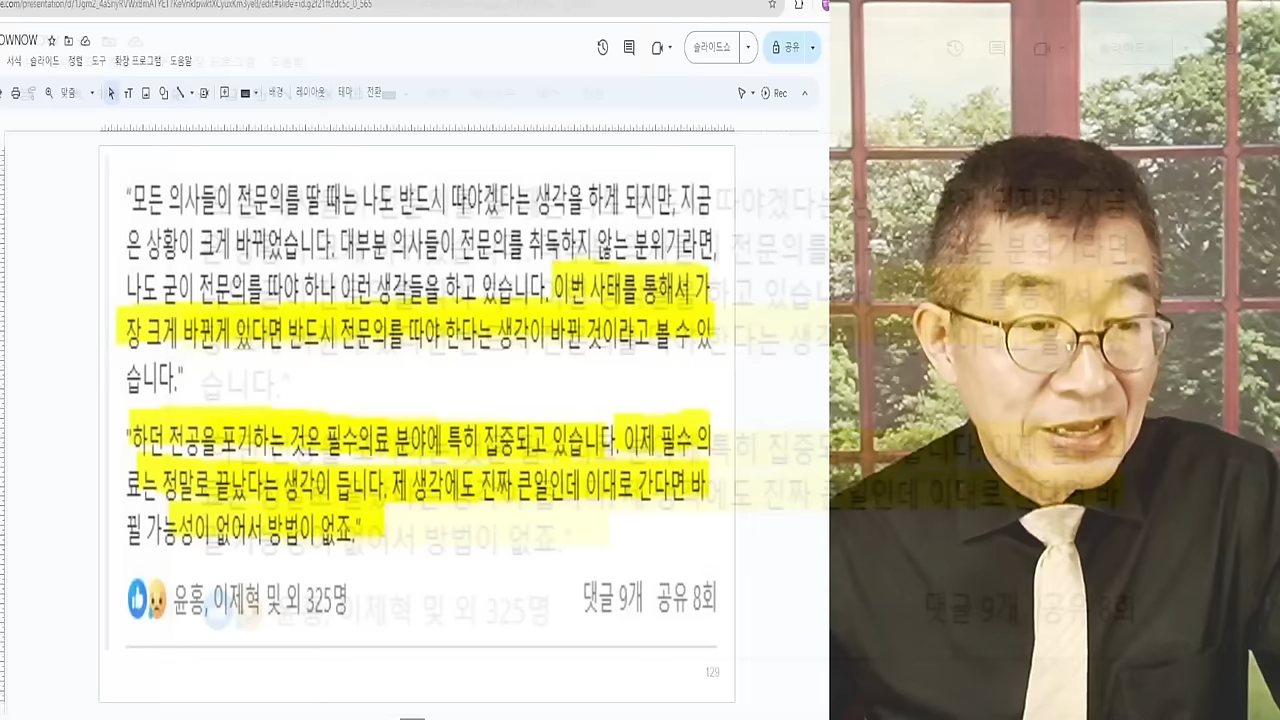 OWNOW
서식 슬라이드 정렬 도구 확장 프로그램 도움말
슬라이드쇼 공유
맞춤 배경 레이아웃 테마 전환 Rec
"모든 의사들이 전문의를 딸 때는 나도 반드시 따야겠다는 생각을 하게 되지만, 지금
은 상황이 크게 바뀌었습니다. 대부분 의사들이 전문의를 취득하지 않는 분위기라면,
나도 굳이 전문의를 따야 하나 이런 생각들을 하고 있습니다. 이번 사태를 통해서 가
장 크게 바뀐게 있다면 반드시 전문의를 따야 한다는 생각이 바뀐 것이라고 볼 수 있
습니다."
"하던 전공을 포기하는 것은 필수의료 분야에 특히 집중되고 있습니다. 이제 필수 의
료는 정말로 끝났다는 생각이 듭니다. 제 생각에도 진짜 큰일인데 이대로 간다면 바
뀔 가능성이 없어서 방법이 없죠."
윤홍, 이제혁 및 외 325명 댓글 9개 공유 8회
129